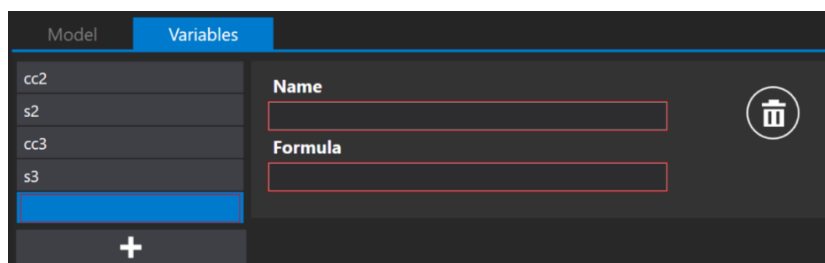 Model Variables
cc2
s2
cc3
s3
Name
Formula